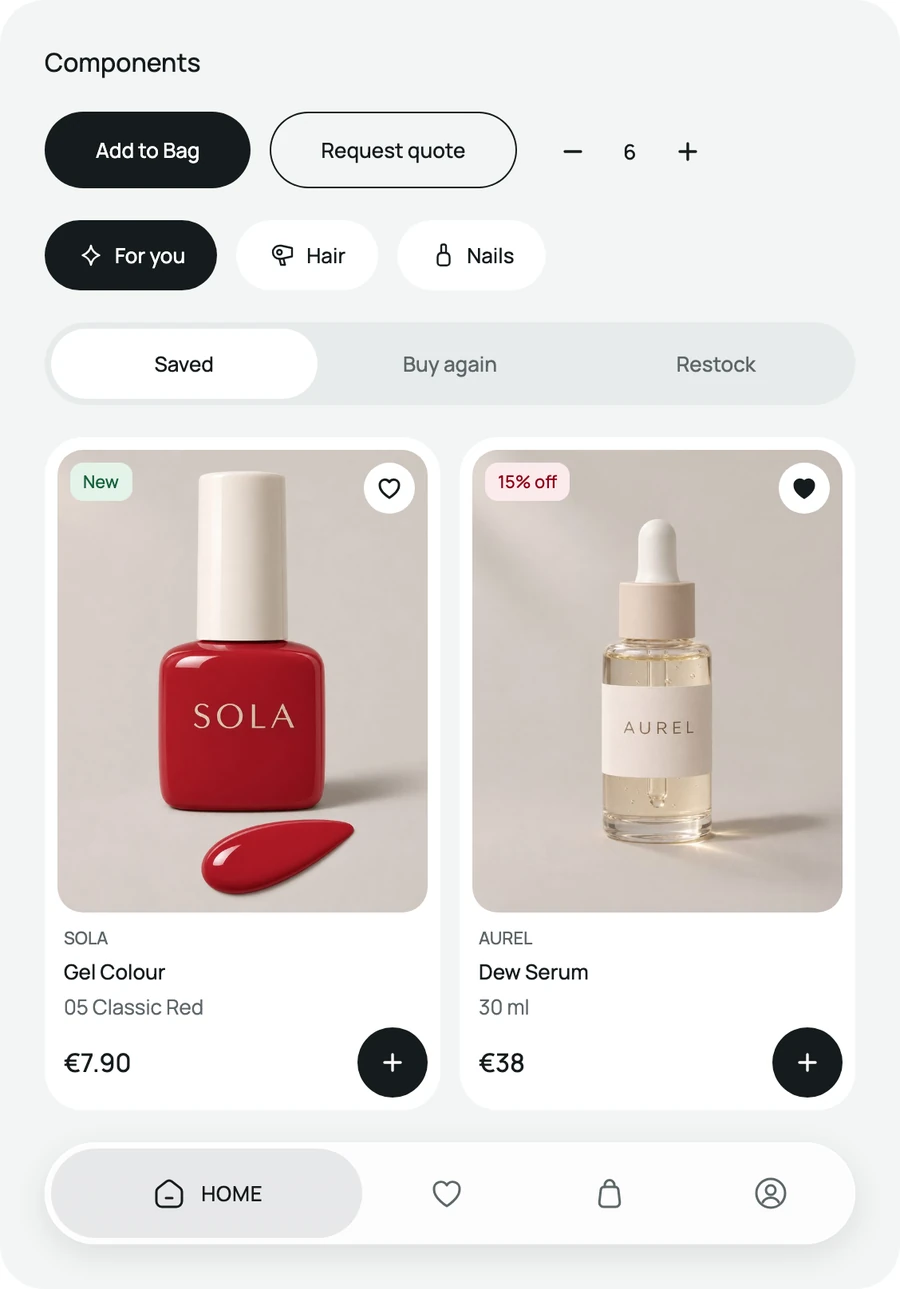 Components
Add to Bag
Request quote
6
For you
Hair
Nails
Saved
Buy again
Restock
New
SOLA
SOLA
Gel Colour
05 Classic Red
€7.90
15% off
AUREL
AUREL
Dew Serum
30 ml
€38
HOME